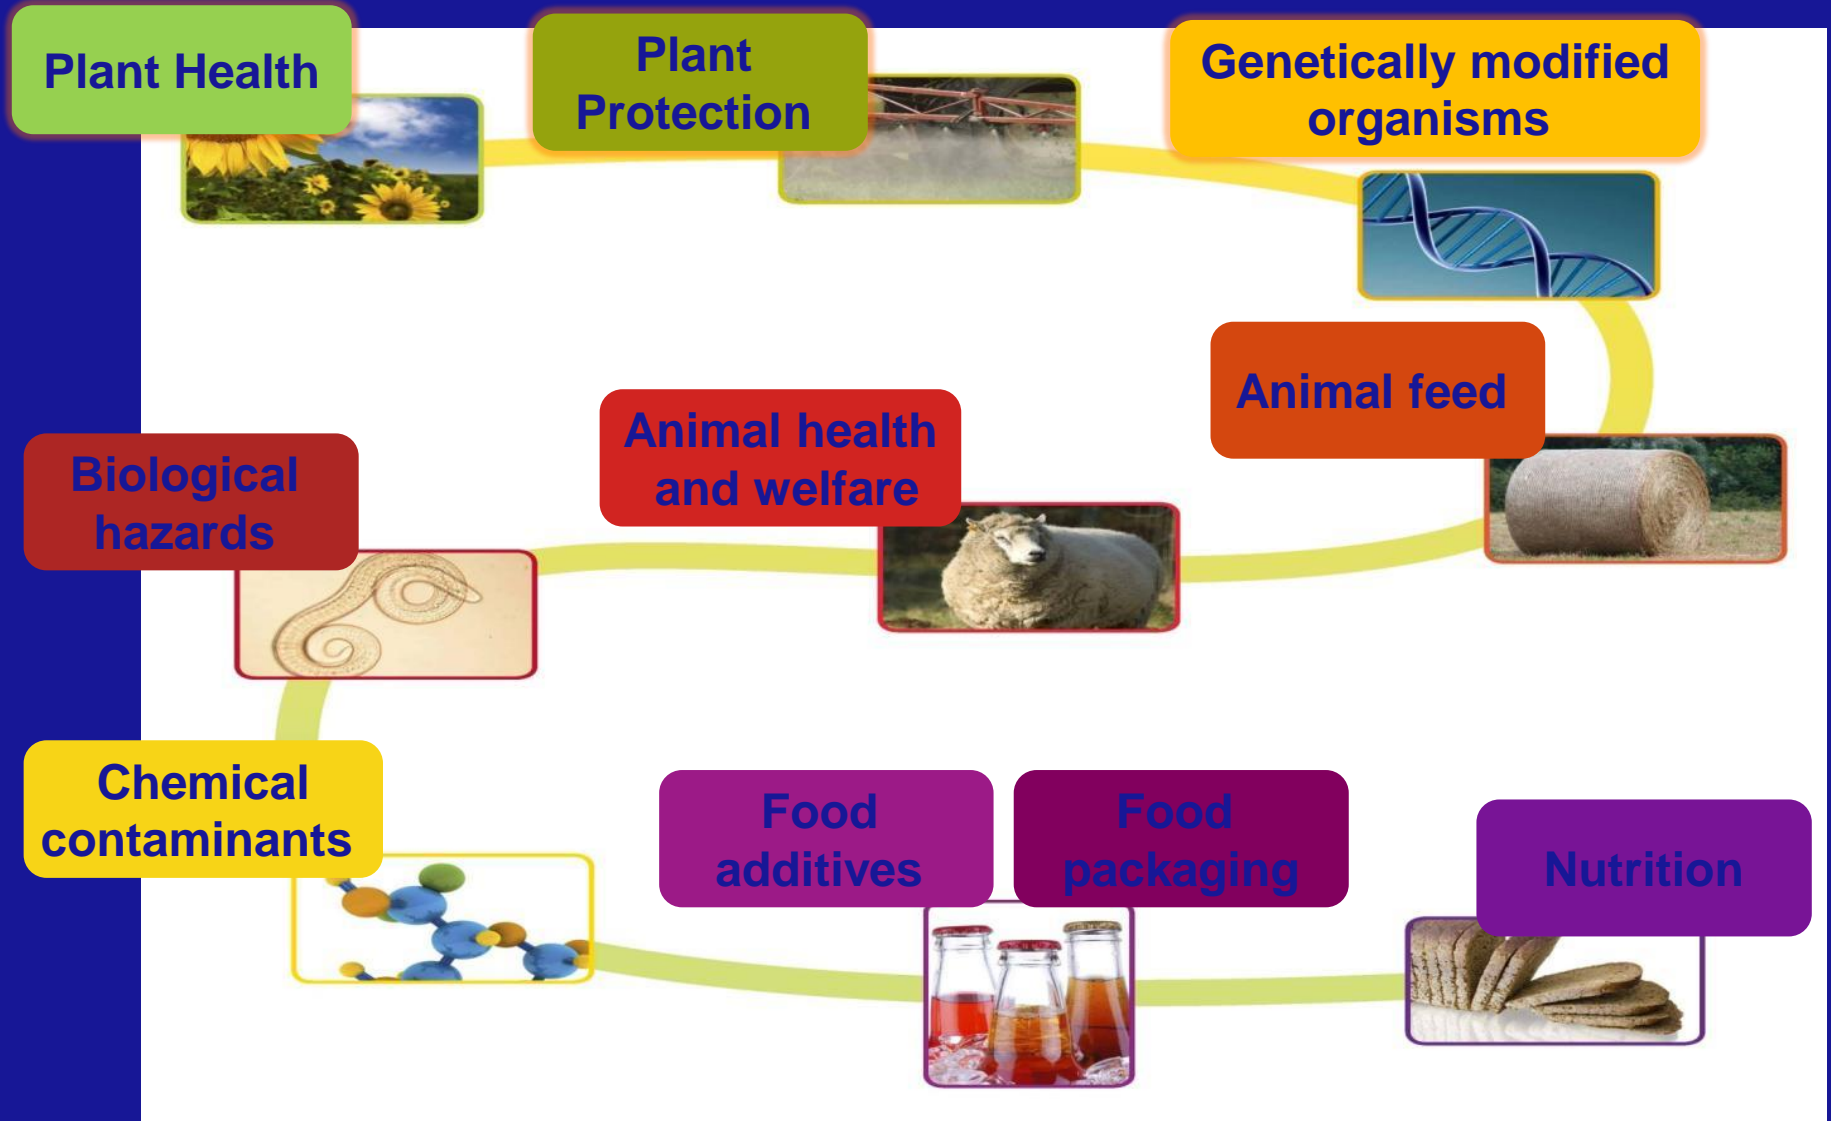 Plant Health
Plant
Protection
Genetically modified
organisms
Animal feed
Animal health
and welfare
Biological
hazards
Chemical
contaminants
Food
additives
Food
packaging
Nutrition